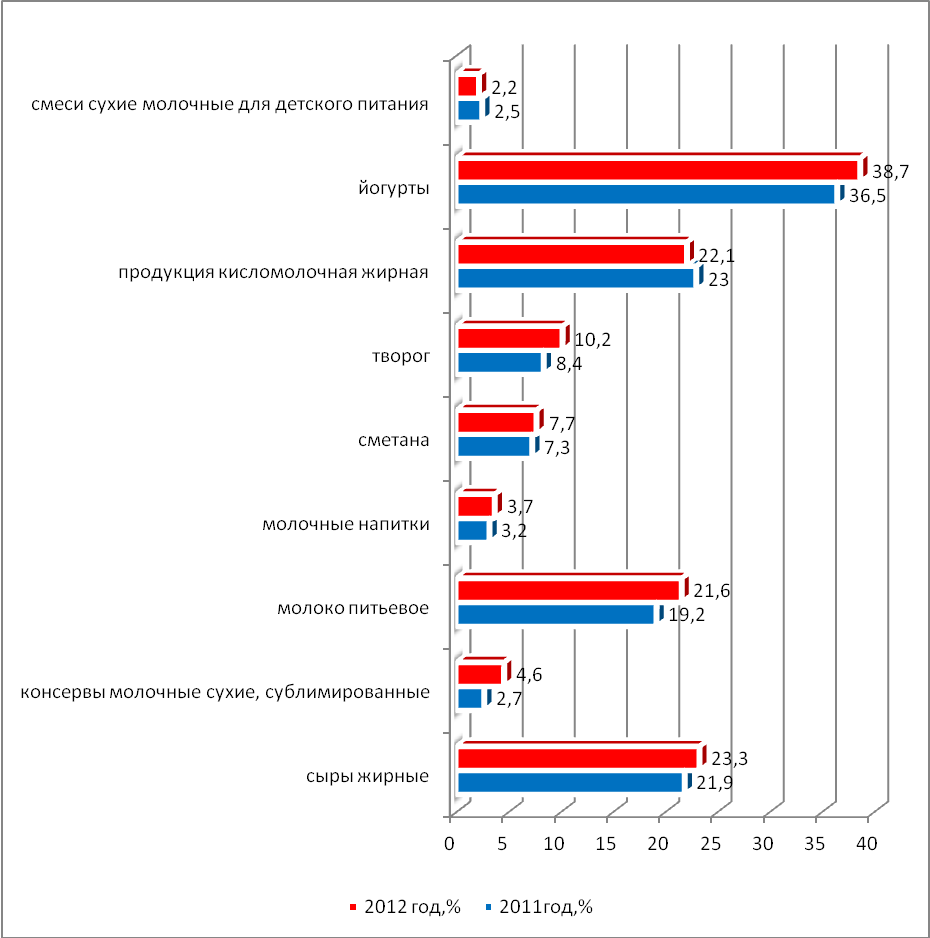 смеси сухие молочные для детского питания
2,2
2,5
йогурты
38,7
36,5
продукция кисломолочная жирная
22,1
23
творог
10,2
8,4
сметана
7,7
7,3
молочные напитки
3,7
3,2
молоко питьевое
21,6
19,2
консервы молочные сухие, сублимированные
4,6
2,7
сыры жирные
23,3
21,9
0 5 10 15 20 25 30 35 40
2012 год,% 2011год,%